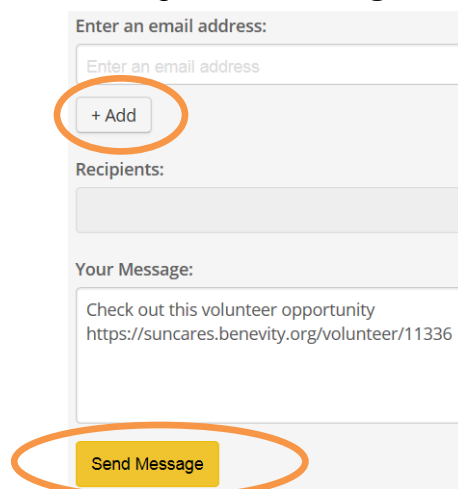 Enter an email address:
Enter an email address
+ Add
Recipients:
Your Message:
Check out this volunteer opportunity
https://suncares.benevity.org/volunteer/11336
Send Message